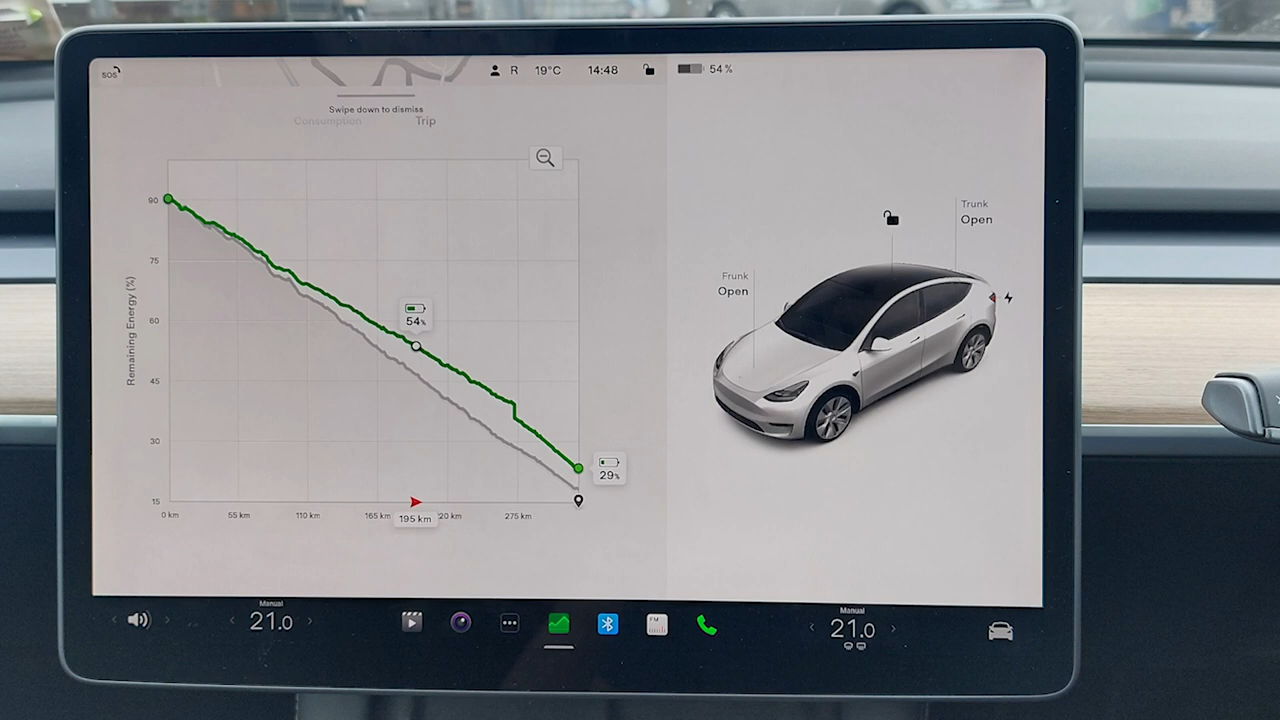 SOS
R 19°C 14:48
54 %
Swipe down to dismiss
Consumption Trip
90
75
60
45
30
15
Remaining Energy (%)
54%
29%
0 km 55 km 110 km 165 km 195 km 20 km 275 km
Trunk
Open
Frunk
Open
Manual
21.0
FM
Manual
21.0